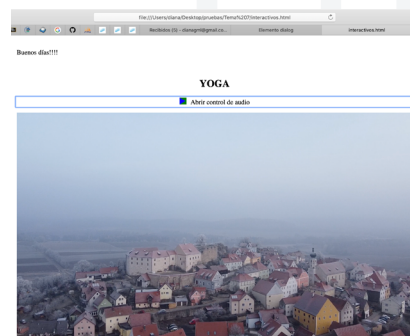 file:///Users/diana/Desktop/pruebas/Tema%207/interactivos.html
Recibidos (5) - dianagml@gmail.co... Elemento dialog interactivos.html
Buenos días!!!!
YOGA
Abrir control de audio